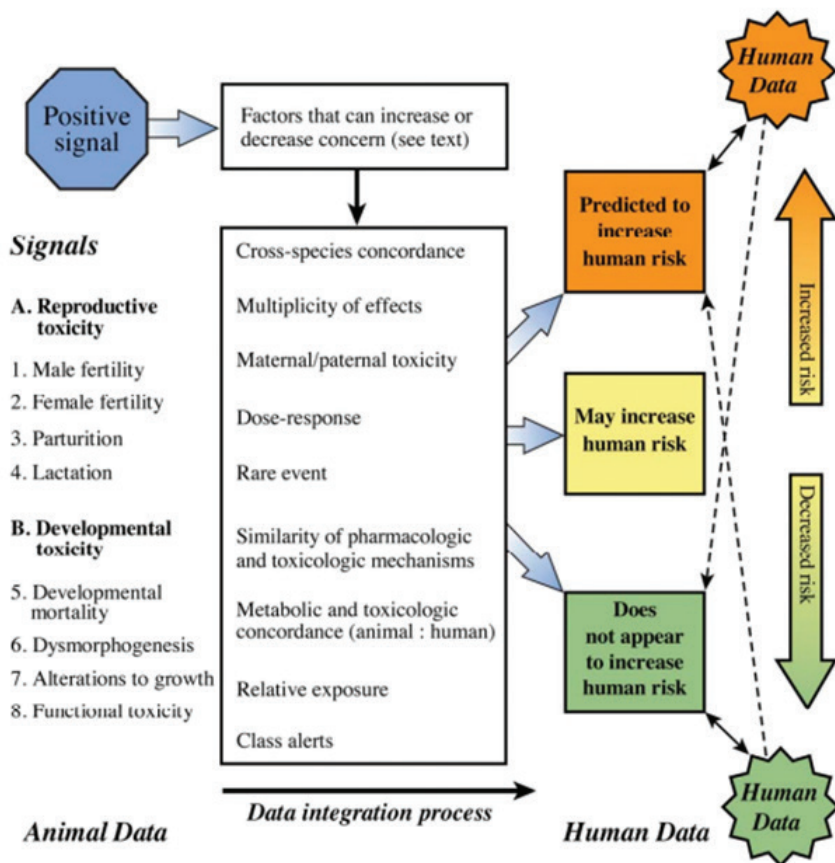 Human
Data
Positive
signal
Factors that can increase or
decrease concern (see text)
Signals
A. Reproductive
toxicity
1. Male fertility
2. Female fertility
3. Parturition
4. Lactation
B. Developmental
toxicity
5. Developmental
mortality
6. Dysmorphogenesis
7. Alterations to growth
8. Functional toxicity
Cross-species concordance
Multiplicity of effects
Maternal/paternal toxicity
Dose-response
Rare event
Similarity of pharmacologic
and toxicologic mechanisms
Metabolic and toxicologic
concordance (animal : human)
Relative exposure
Class alerts
Predicted to
increase
human risk
May increase
human risk
Does
not appear
to increase
human risk
Increased risk
Decreased risk
Data integration process
Animal Data
Human Data
Human
Data